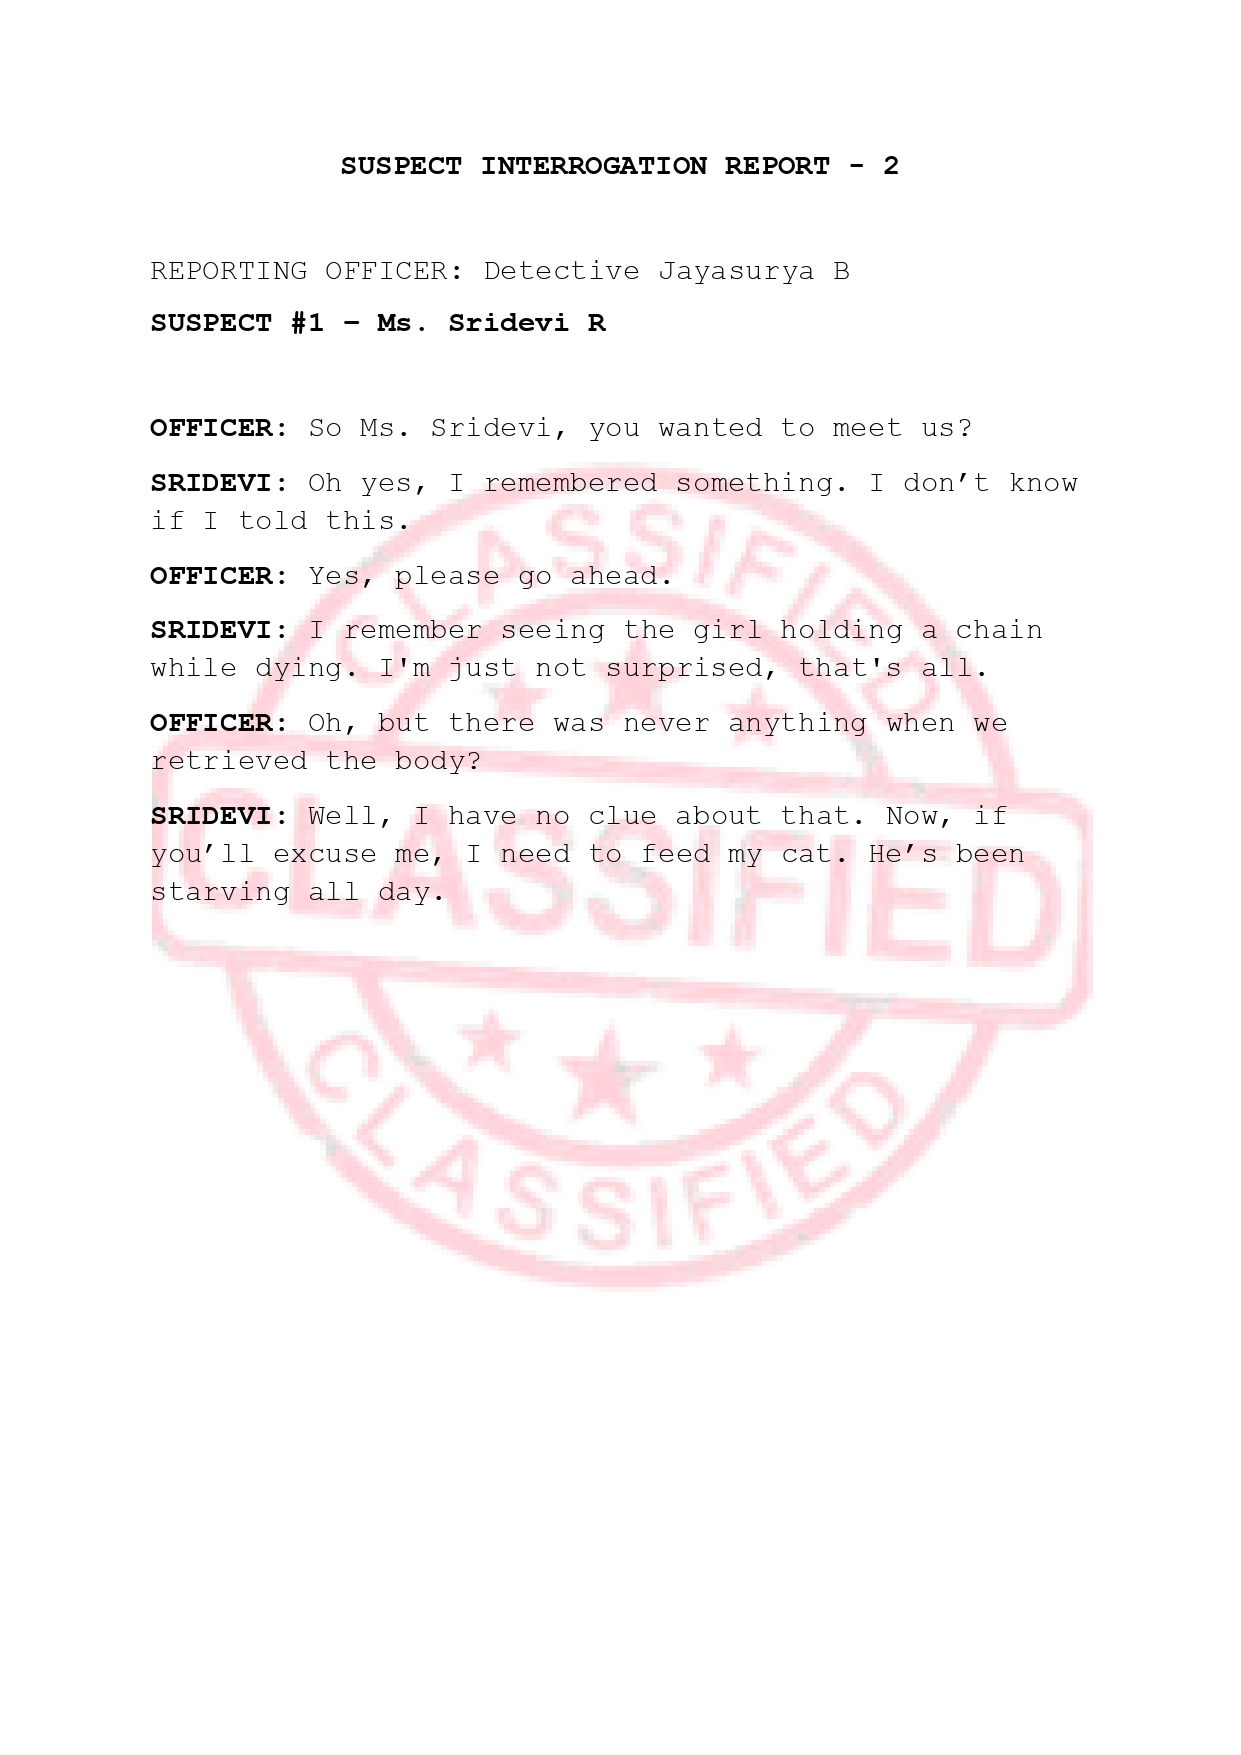 SUSPECT INTERROGATION REPORT - 2
REPORTING OFFICER: Detective Jayasurya B
SUSPECT #1 – Ms. Sridevi R
OFFICER: So Ms. Sridevi, you wanted to meet us?
SRIDEVI: Oh yes, I remembered something. I don’t know
if I told this.
OFFICER: Yes, please go ahead.
SRIDEVI: I remember seeing the girl holding a chain
while dying. I'm just not surprised, that's all.
OFFICER: Oh, but there was never anything when we
retrieved the body?
SRIDEVI: Well, I have no clue about that. Now, if
you’ll excuse me, I need to feed my cat. He’s been
starving all day.
CLASSIFIED
CLASSIFIED
CLASSIFIED